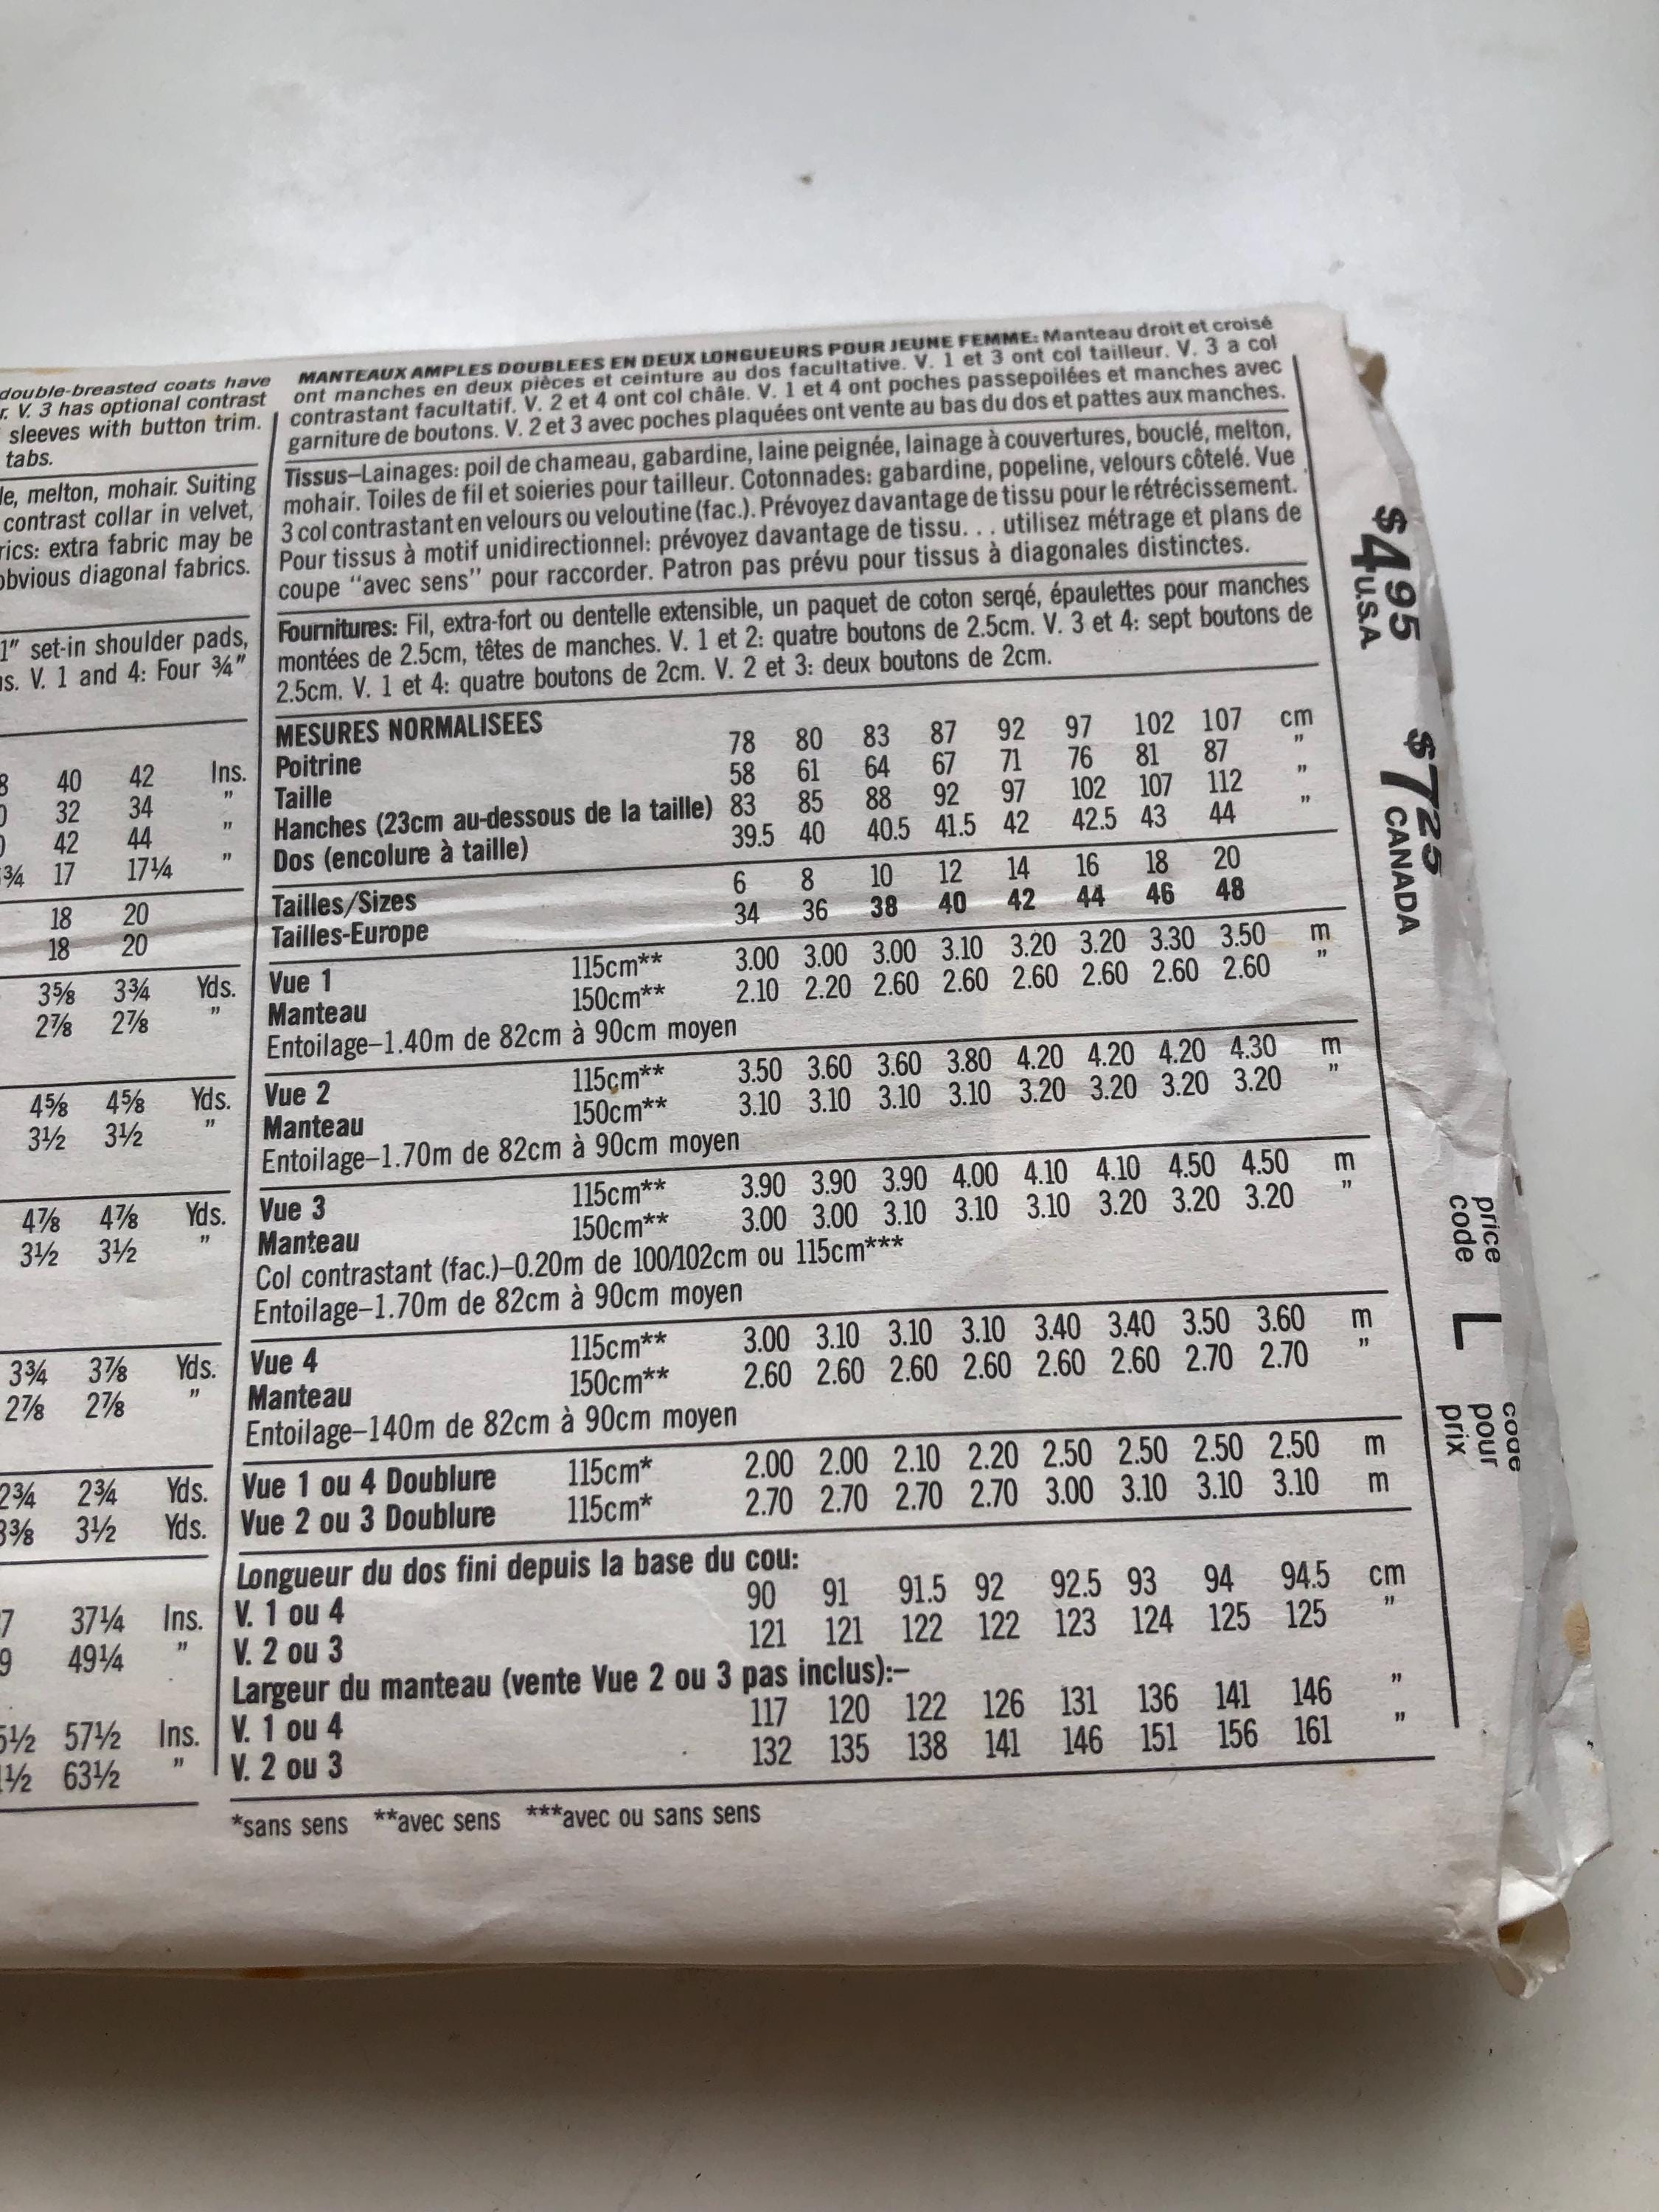 double-breasted coats have
r. V. 3 has optional contrast
sleeves with button trim.
tabs.
le, melton, mohair. Suiting
contrast collar in velvet,
rics: extra fabric may be
obvious diagonal fabrics.
1" set-in shoulder pads,
ns. V. 1 and 4: Four ¾"
8 40 42 Ins.
0 32 34 "
0 42 44 "
¾ 17 17¼ "
18 20
18 20
3⅝ 3¾ Yds.
2⅞ 2⅞ "
4⅝ 4⅝ Yds.
3½ 3½ "
4⅞ 4⅞ Yds.
3½ 3½ "
3¾ 3⅞ Yds.
2⅞ 2⅞ "
2¾ 2¾ Yds.
3⅜ 3½ Yds.
7 37¼ Ins.
9 49¼ "
5½ 57½ Ins.
1½ 63½ "
MANTEAUX AMPLES DOUBLEES EN DEUX LONGUEURS POUR JEUNE FEMME: Manteau droit et croisé
ont manches en deux pièces et ceinture au dos facultative. V. 1 et 3 ont col tailleur. V. 3 a col
contrastant facultatif. V. 2 et 4 ont col châle. V. 1 et 4 ont poches passepoilées et manches avec
garniture de boutons. V. 2 et 3 avec poches plaquées ont vente au bas du dos et pattes aux manches.
Tissus–Lainages: poil de chameau, gabardine, laine peignée, lainage à couvertures, bouclé, melton,
mohair. Toiles de fil et soieries pour tailleur. Cotonnades: gabardine, popeline, velours côtelé. Vue
3 col contrastant en velours ou veloutine (fac.). Prévoyez davantage de tissu pour le rétrécissement.
Pour tissus à motif unidirectionnel: prévoyez davantage de tissu. . . utilisez métrage et plans de
coupe "avec sens" pour raccorder. Patron pas prévu pour tissus à diagonales distinctes.
Fournitures: Fil, extra-fort ou dentelle extensible, un paquet de coton serqé, épaulettes pour manches
montées de 2.5cm, têtes de manches. V. 1 et 2: quatre boutons de 2.5cm. V. 3 et 4: sept boutons de
2.5cm. V. 1 et 4: quatre boutons de 2cm. V. 2 et 3: deux boutons de 2cm.
MESURES NORMALISEES
Poitrine 78 80 83 87 92 97 102 107 cm
Taille 58 61 64 67 71 76 81 87 "
Hanches (23cm au-dessous de la taille) 83 85 88 92 97 102 107 112 "
Dos (encolure à taille) 39.5 40 40.5 41.5 42 42.5 43 44 "
Tailles/Sizes 6 8 10 12 14 16 18 20
Tailles-Europe 34 36 38 40 42 44 46 48
Vue 1 115cm** 3.00 3.00 3.00 3.10 3.20 3.20 3.30 3.50 m
Manteau 150cm** 2.10 2.20 2.60 2.60 2.60 2.60 2.60 2.60 "
Entoilage–1.40m de 82cm à 90cm moyen
Vue 2 115cm** 3.50 3.60 3.60 3.80 4.20 4.20 4.20 4.30 m
Manteau 150cm** 3.10 3.10 3.10 3.10 3.20 3.20 3.20 3.20 "
Entoilage–1.70m de 82cm à 90cm moyen
Vue 3 115cm** 3.90 3.90 3.90 4.00 4.10 4.10 4.50 4.50 m
Manteau 150cm** 3.00 3.00 3.10 3.10 3.10 3.20 3.20 3.20 "
Col contrastant (fac.)–0.20m de 100/102cm ou 115cm***
Entoilage–1.70m de 82cm à 90cm moyen
Vue 4 115cm** 3.00 3.10 3.10 3.10 3.40 3.40 3.50 3.60 m
Manteau 150cm** 2.60 2.60 2.60 2.60 2.60 2.60 2.70 2.70 "
Entoilage–140m de 82cm à 90cm moyen
Vue 1 ou 4 Doublure 115cm* 2.00 2.00 2.10 2.20 2.50 2.50 2.50 2.50 m
Vue 2 ou 3 Doublure 115cm* 2.70 2.70 2.70 2.70 3.00 3.10 3.10 3.10 m
Longueur du dos fini depuis la base du cou:
V. 1 ou 4 90 91 91.5 92 92.5 93 94 94.5 cm
V. 2 ou 3 121 121 122 122 123 124 125 125 "
Largeur du manteau (vente Vue 2 ou 3 pas inclus):–
V. 1 ou 4 117 120 122 126 131 136 141 146 "
V. 2 ou 3 132 135 138 141 146 151 156 161 "
*sans sens **avec sens ***avec ou sans sens
$4.95 U.S.A
$7.25 CANADA
price
code
L
code
pour
prix